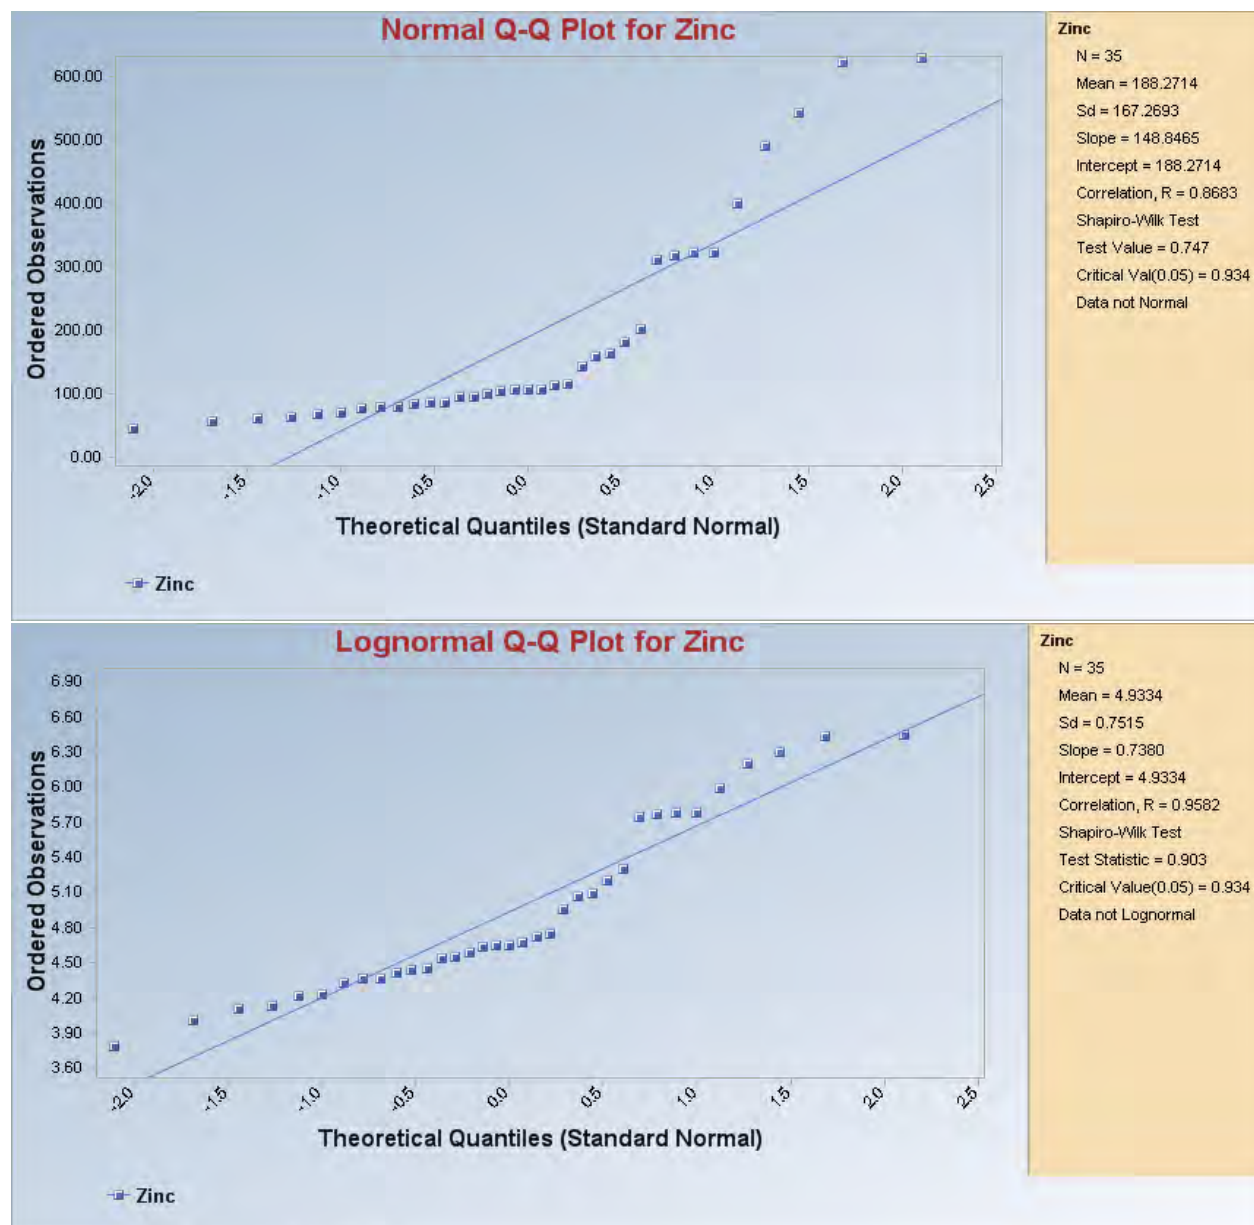 Normal Q-Q Plot for Zinc
Ordered Observations
600.00
500.00
400.00
300.00
200.00
100.00
0.00
-2.0
-1.5
-1.0
-0.5
0.0
0.5
1.0
1.5
2.0
2.5
Theoretical Quantiles (Standard Normal)
Zinc
Zinc
N = 35
Mean = 188.2714
Sd = 167.2693
Slope = 148.8465
Intercept = 188.2714
Correlation, R = 0.8683
Shapiro-Wilk Test
Test Value = 0.747
Critical Val(0.05) = 0.934
Data not Normal
Lognormal Q-Q Plot for Zinc
Ordered Observations
6.90
6.60
6.30
6.00
5.70
5.40
5.10
4.80
4.50
4.20
3.90
3.60
-2.0
-1.5
-1.0
-0.5
0.0
0.5
1.0
1.5
2.0
2.5
Theoretical Quantiles (Standard Normal)
Zinc
Zinc
N = 35
Mean = 4.9334
Sd = 0.7515
Slope = 0.7380
Intercept = 4.9334
Correlation, R = 0.9582
Shapiro-Wilk Test
Test Statistic = 0.903
Critical Value(0.05) = 0.934
Data not Lognormal